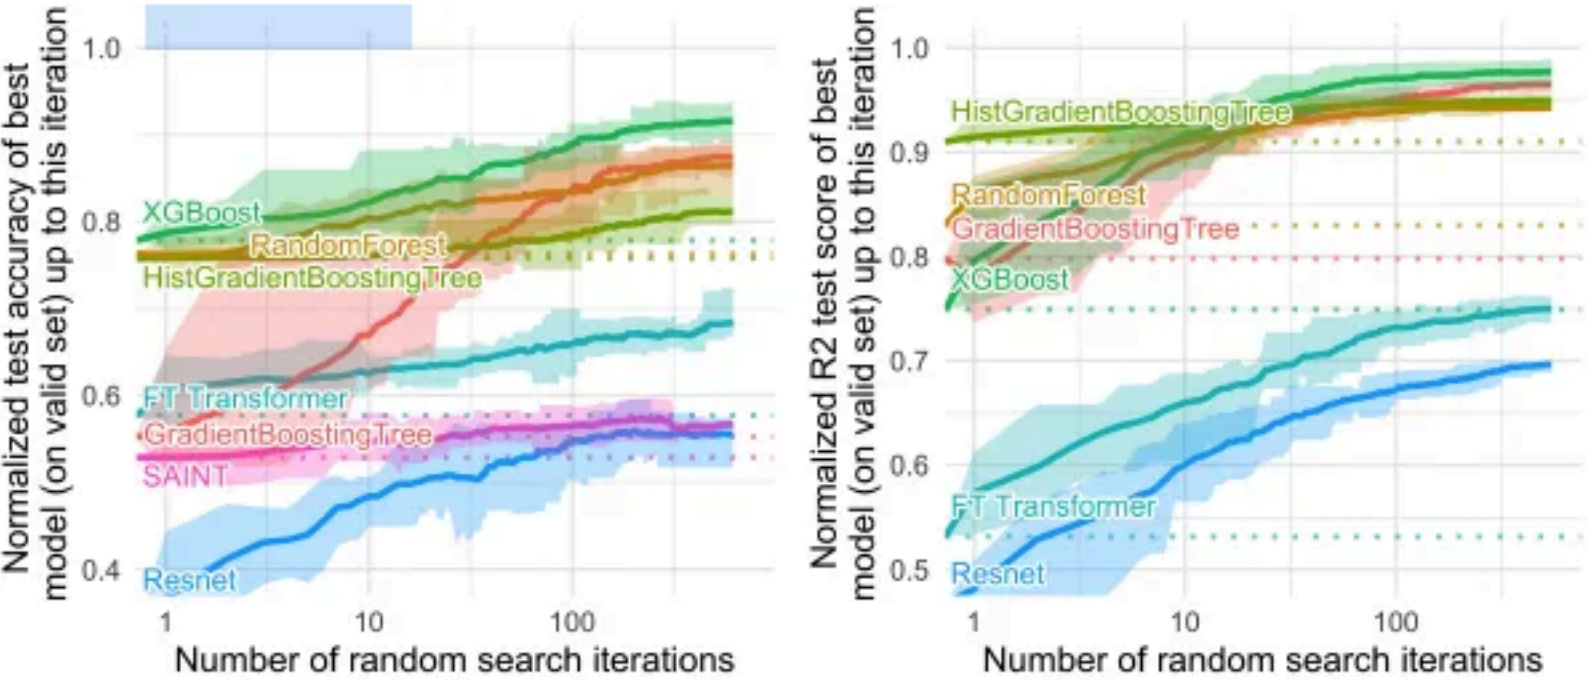 Normalized test accuracy of best
model (on valid set) up to this iteration
1.0
0.8
0.6
0.4
XGBoost
RandomForest
HistGradientBoostingTree
FT Transformer
GradientBoostingTree
SAINT
Resnet
1 10 100
Number of random search iterations
Normalized R2 test score of best
model (on valid set) up to this iteration
1.0
0.9
0.8
0.7
0.6
0.5
HistGradientBoostingTree
RandomForest
GradientBoostingTree
XGBoost
FT Transformer
Resnet
1 10 100
Number of random search iterations